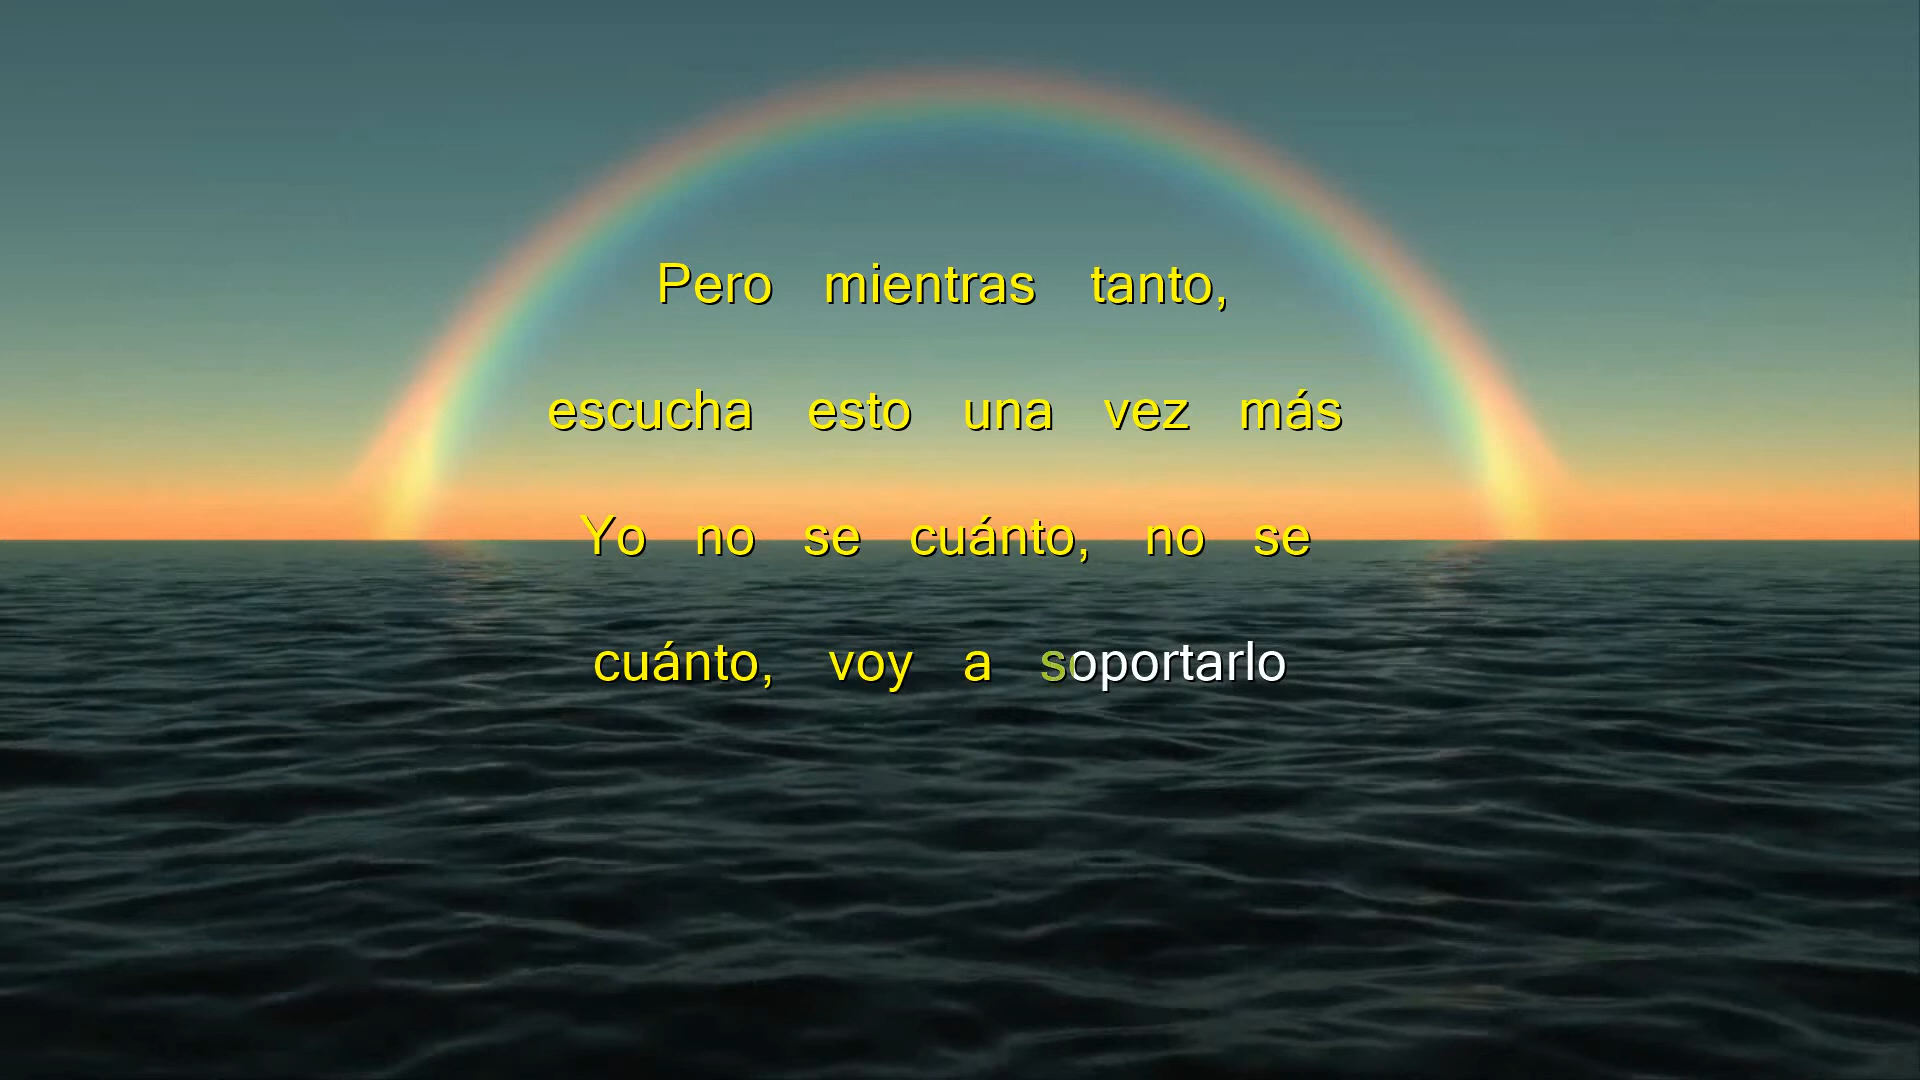 Pero mientras tanto,
escucha esto una vez más
Yo no se cuánto, no se
cuánto, voy a soportarlo